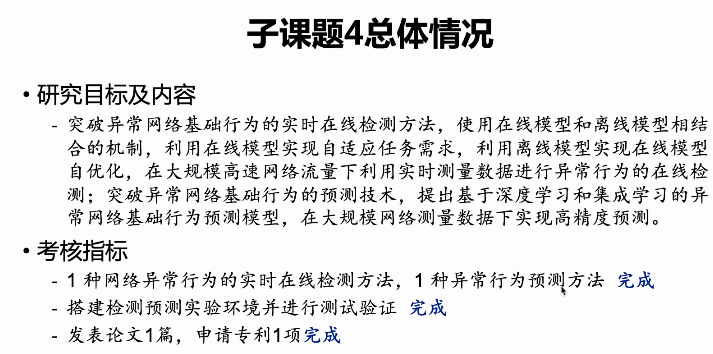 子课题4总体情况
• 研究目标及内容
- 突破异常网络基础行为的实时在线检测方法，使用在线模型和离线模型相结
合的机制，利用在线模型实现自适应任务需求，利用离线模型实现在线模型
自优化，在大规模高速网络流量下利用实时测量数据进行异常行为的在线检
测；突破异常网络基础行为的预测技术，提出基于深度学习和集成学习的异
常网络基础行为预测模型，在大规模网络测量数据下实现高精度预测。
• 考核指标
- 1 种网络异常行为的实时在线检测方法，1 种异常行为预测方法 完成
- 搭建检测预测实验环境并进行测试验证 完成
- 发表论文1篇，申请专利1项完成